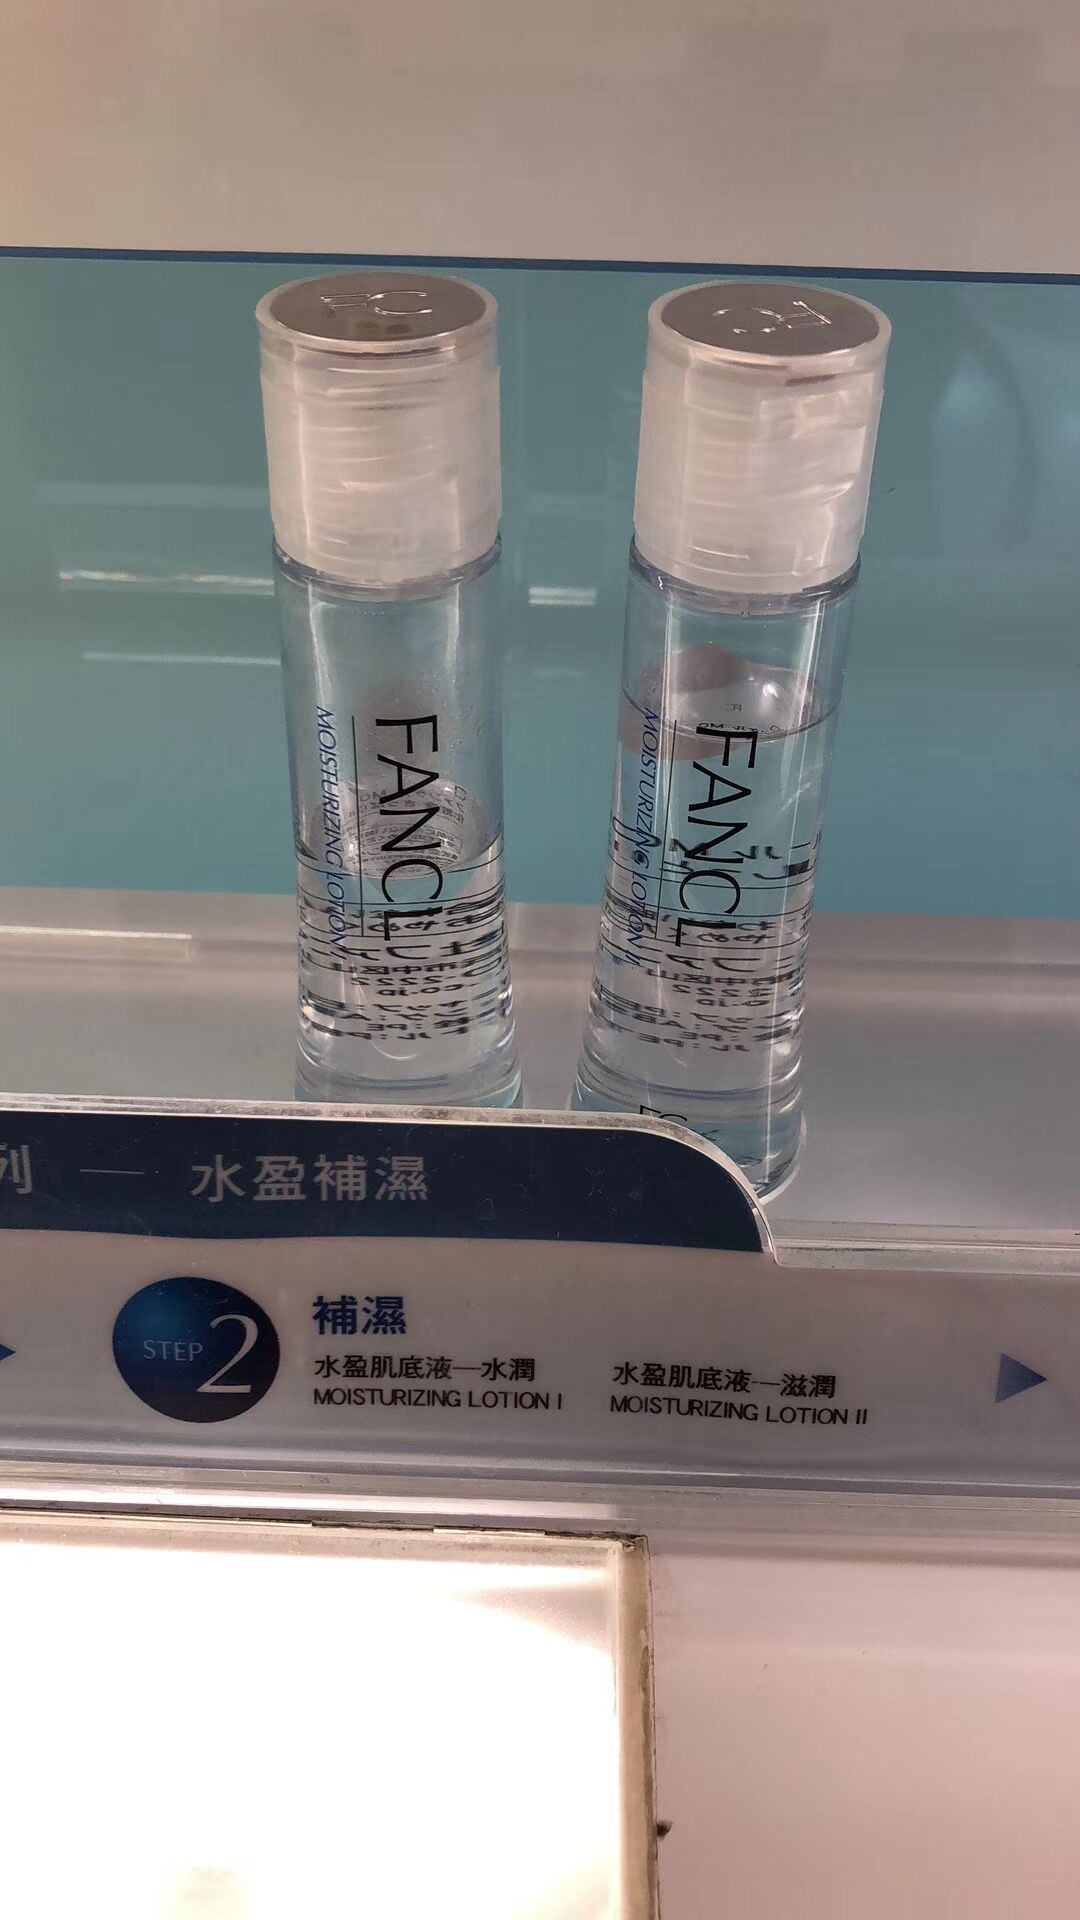 FC
FC
FANCL
MOISTURIZING LOTION I
FANCL
MOISTURIZING LOTION II
列 — 水盈補濕
STEP 2
補濕
水盈肌底液—水潤
MOISTURIZING LOTION I
水盈肌底液--—滋潤
MOISTURIZING LOTION II